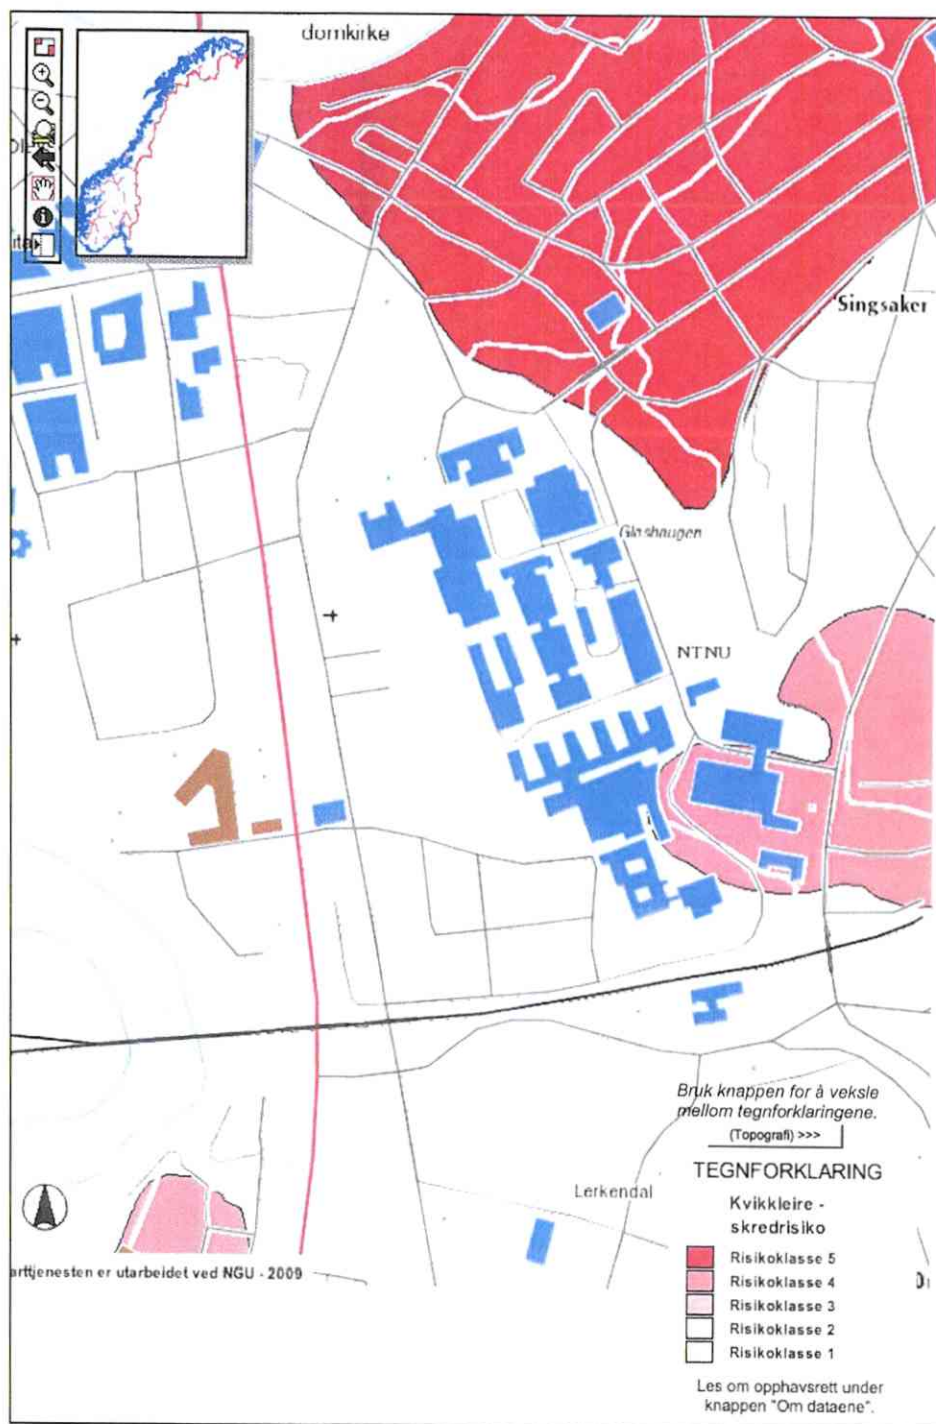 domkirke
Singsaker
Gløshaugen
NTNU
Bruk knappen for å veksle
mellom tegnforklaringene.
(Topografi) >>>
TEGNFORKLARING
Kvikkleire -
skredrisiko
Lerkendal
Risikoklasse 5
Risikoklasse 4
Risikoklasse 3
Risikoklasse 2
Risikoklasse 1
arttjenesten er utarbeidet ved NGU - 2009
Les om opphavsrett under
knappen "Om dataene".